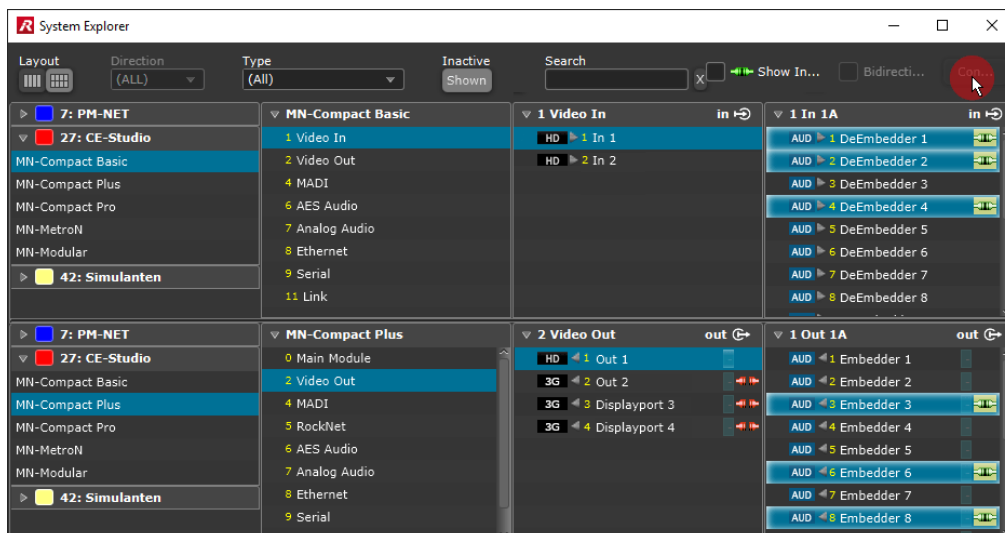 System Explorer
Layout Direction Type Inactive Search
(ALL) (All) Shown X Show In... Bidirecti... Con...
7: PM-NET MN-Compact Basic 1 Video In in 1 In 1A in
27: CE-Studio 1 Video In HD 1 In 1 AUD 1 DeEmbedder 1
MN-Compact Basic 2 Video Out HD 2 In 2 AUD 2 DeEmbedder 2
MN-Compact Plus 4 MADI AUD 3 DeEmbedder 3
MN-Compact Pro 6 AES Audio AUD 4 DeEmbedder 4
MN-MetroN 7 Analog Audio AUD 5 DeEmbedder 5
MN-Modular 8 Ethernet AUD 6 DeEmbedder 6
42: Simulanten 9 Serial AUD 7 DeEmbedder 7
11 Link AUD 8 DeEmbedder 8
7: PM-NET MN-Compact Plus 2 Video Out out 1 Out 1A out
27: CE-Studio 0 Main Module HD 1 Out 1 AUD 1 Embedder 1
MN-Compact Basic 2 Video Out 3G 2 Out 2 AUD 2 Embedder 2
MN-Compact Plus 4 MADI 3G 3 Displayport 3 AUD 3 Embedder 3
MN-Compact Pro 5 RockNet 3G 4 Displayport 4 AUD 4 Embedder 4
MN-MetroN 6 AES Audio AUD 5 Embedder 5
MN-Modular 7 Analog Audio AUD 6 Embedder 6
42: Simulanten 8 Ethernet AUD 7 Embedder 7
9 Serial AUD 8 Embedder 8